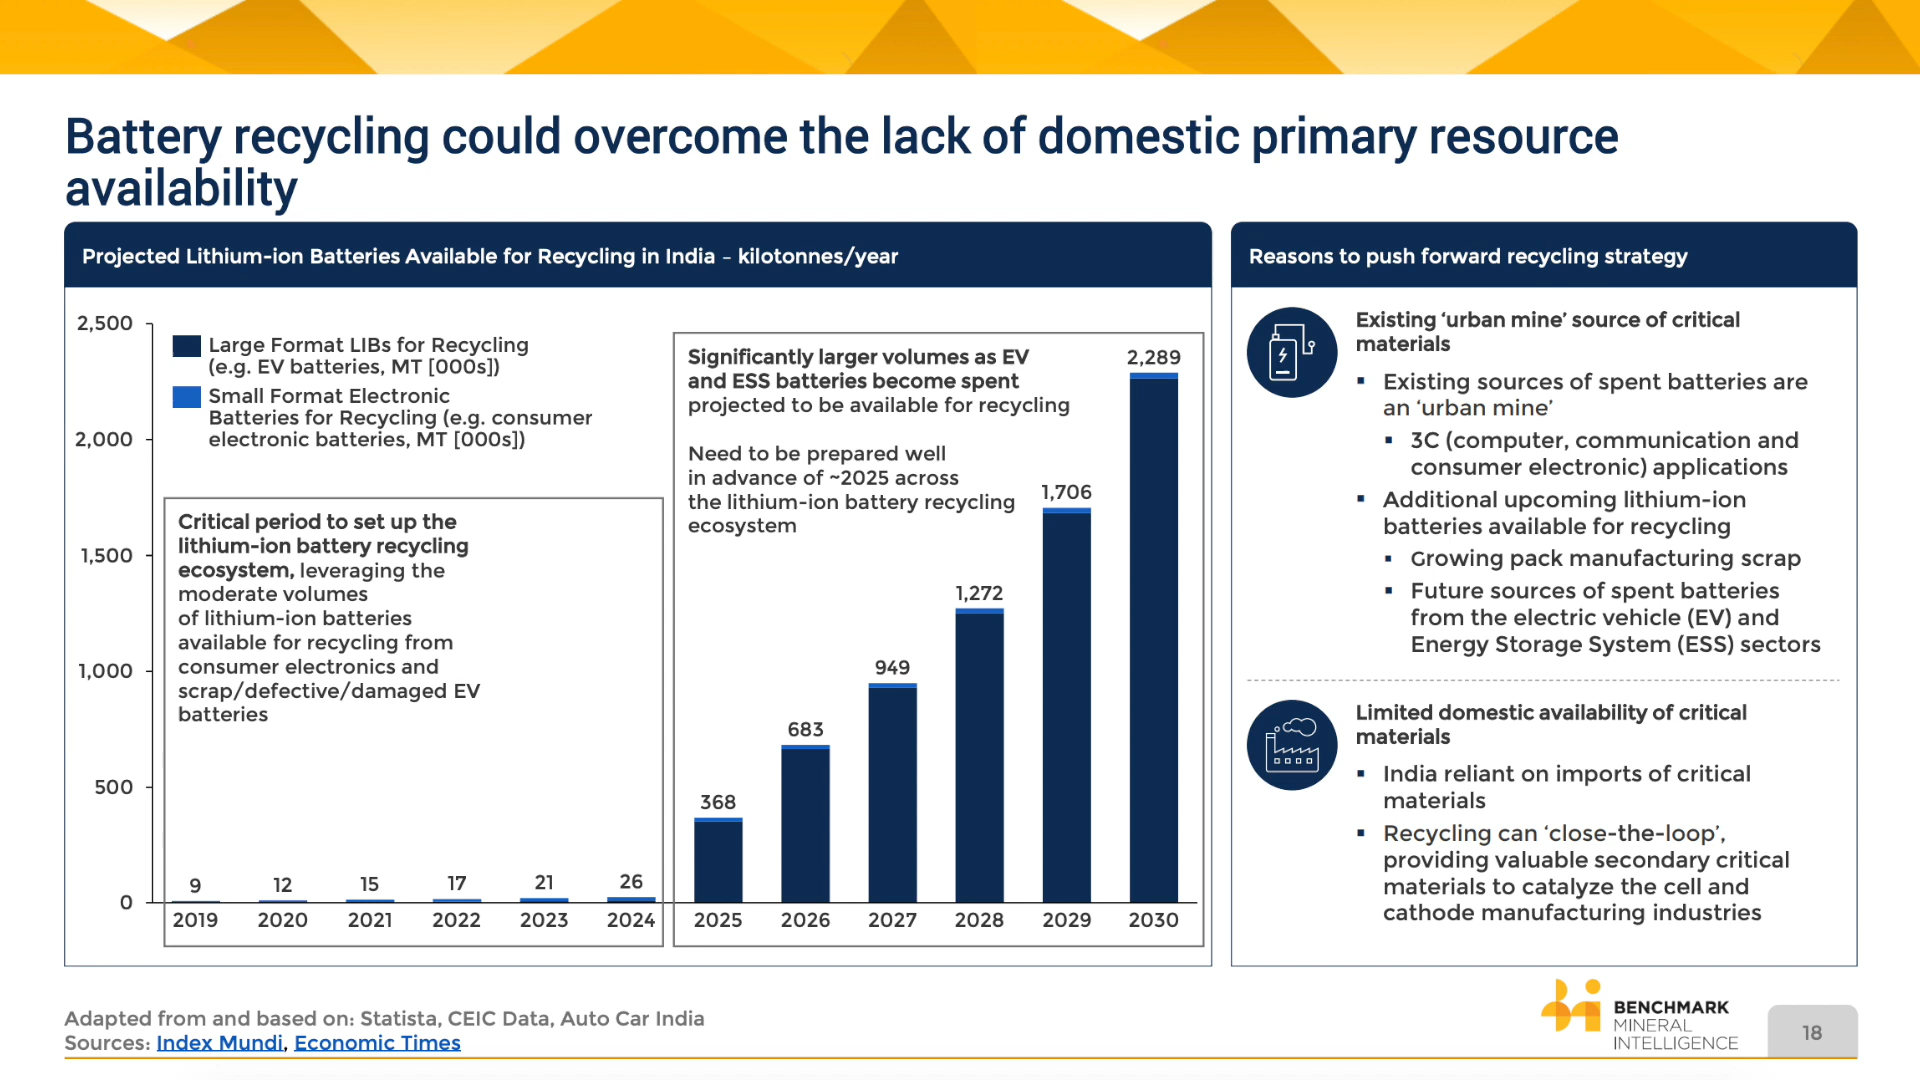 Battery recycling could overcome the lack of domestic primary resource
availability
Projected Lithium-ion Batteries Available for Recycling in India – kilotonnes/year
2,500
2,000
1,500
1,000
500
0
Large Format LIBs for Recycling
(e.g. EV batteries, MT [000s])
Small Format Electronic
Batteries for Recycling (e.g. consumer
electronic batteries, MT [000s])
Critical period to set up the
lithium-ion battery recycling
ecosystem, leveraging the
moderate volumes
of lithium-ion batteries
available for recycling from
consumer electronics and
scrap/defective/damaged EV
batteries
9
12
15
17
21
26
2019
2020
2021
2022
2023
2024
Significantly larger volumes as EV
and ESS batteries become spent
projected to be available for recycling
Need to be prepared well
in advance of ~2025 across
the lithium-ion battery recycling
ecosystem
368
683
949
1,272
1,706
2,289
2025
2026
2027
2028
2029
2030
Reasons to push forward recycling strategy
Existing ‘urban mine’ source of critical
materials
▪ Existing sources of spent batteries are
an ‘urban mine’
▪ 3C (computer, communication and
consumer electronic) applications
▪ Additional upcoming lithium-ion
batteries available for recycling
▪ Growing pack manufacturing scrap
▪ Future sources of spent batteries
from the electric vehicle (EV) and
Energy Storage System (ESS) sectors
Limited domestic availability of critical
materials
▪ India reliant on imports of critical
materials
▪ Recycling can ‘close-the-loop’,
providing valuable secondary critical
materials to catalyze the cell and
cathode manufacturing industries
Adapted from and based on: Statista, CEIC Data, Auto Car India
Sources: Index Mundi, Economic Times
BENCHMARK
MINERAL
INTELLIGENCE
18